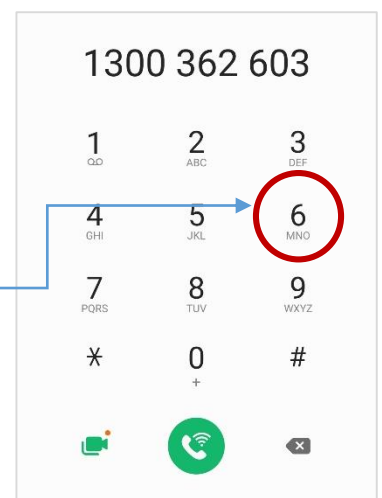 1300 362 603
1 2 3
ABC DEF
4 5 6
GHI JKL MNO
7 8 9
PQRS TUV WXYZ
* 0 #
+